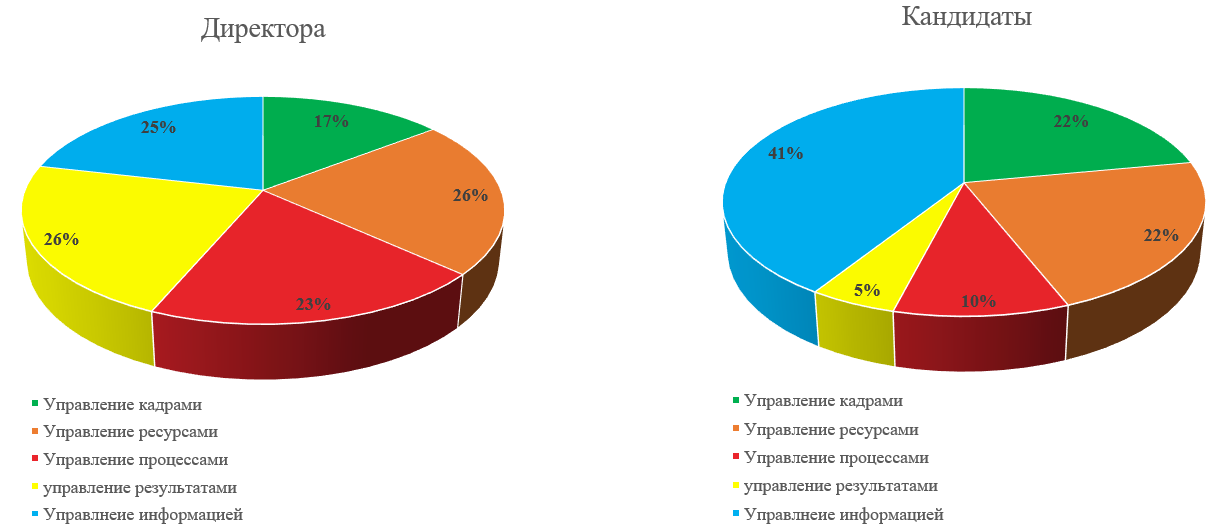 Директора
17%
26%
23%
26%
25%
Управление кадрами
Управление ресурсами
Управление процессами
управление результатами
Управлнеие информацией
Кандидаты
22%
22%
10%
5%
41%
Управление кадрами
Управление ресурсами
Управление процессами
управление результатами
Управлнеие информацией